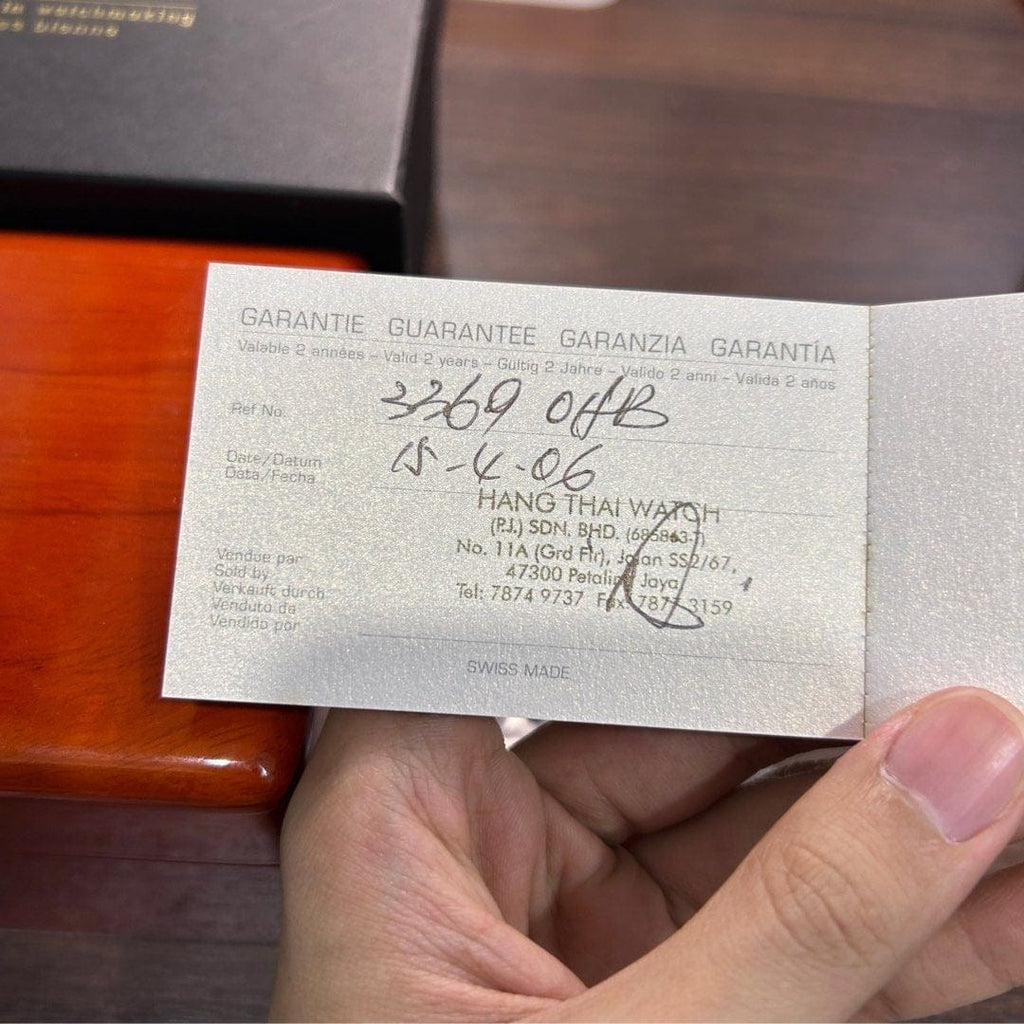 in watchmaking
GARANTIE GUARANTEE GARANZIA GARANTÍA
Valable 2 années – Valid 2 years – Gültig 2 Jahre – Valido 2 anni – Valida 2 años
Ref No. 3369
Date/Datum 15-4-06
Data/Fecha
HANG THAI WATCH
(P.J.) SDN. BHD.
No. 11A (Grd Flr), Jalan SS2/67,
47300 Petaling Jaya
Tel: 7874 9737 Fax: 3159
Vendue par
Sold by
Verkauft durch
Venduto da
Vendido por
SWISS MADE